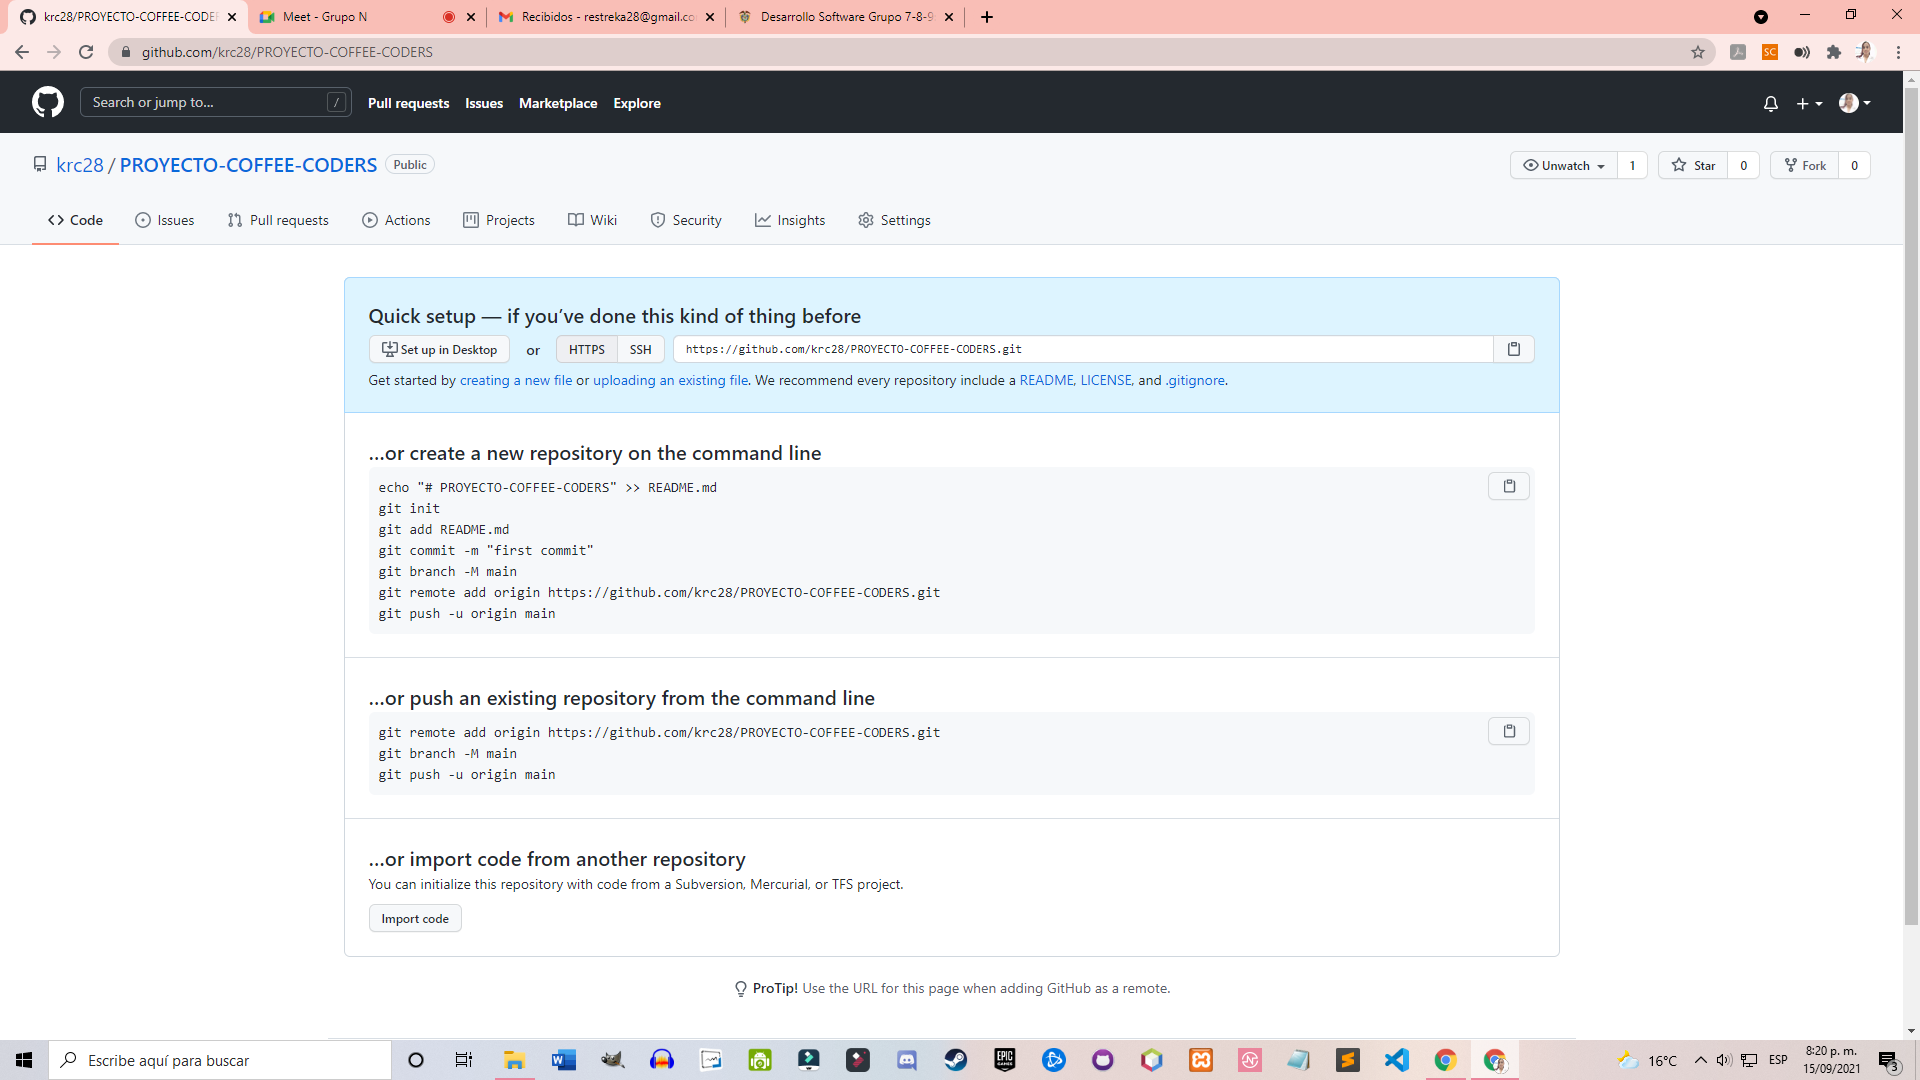 krc28/PROYECTO-COFFEE-CODER
Meet - Grupo N
Recibidos - restreka28@gmail.co
Desarrollo Software Grupo 7-8-9
github.com/krc28/PROYECTO-COFFEE-CODERS
SC
Search or jump to...
/
Pull requests
Issues
Marketplace
Explore
krc28 / PROYECTO-COFFEE-CODERS
Public
Unwatch
1
Star
0
Fork
0
Code
Issues
Pull requests
Actions
Projects
Wiki
Security
Insights
Settings
Quick setup — if you’ve done this kind of thing before
Set up in Desktop
or
HTTPS
SSH
https://github.com/krc28/PROYECTO-COFFEE-CODERS.git
Get started by creating a new file or uploading an existing file. We recommend every repository include a README, LICENSE, and .gitignore.
…or create a new repository on the command line
echo "# PROYECTO-COFFEE-CODERS" >> README.md
git init
git add README.md
git commit -m "first commit"
git branch -M main
git remote add origin https://github.com/krc28/PROYECTO-COFFEE-CODERS.git
git push -u origin main
…or push an existing repository from the command line
git remote add origin https://github.com/krc28/PROYECTO-COFFEE-CODERS.git
git branch -M main
git push -u origin main
…or import code from another repository
You can initialize this repository with code from a Subversion, Mercurial, or TFS project.
Import code
ProTip! Use the URL for this page when adding GitHub as a remote.
Escribe aquí para buscar
EPIC
GAMES
16°C
ESP
8:20 p. m.
15/09/2021
3